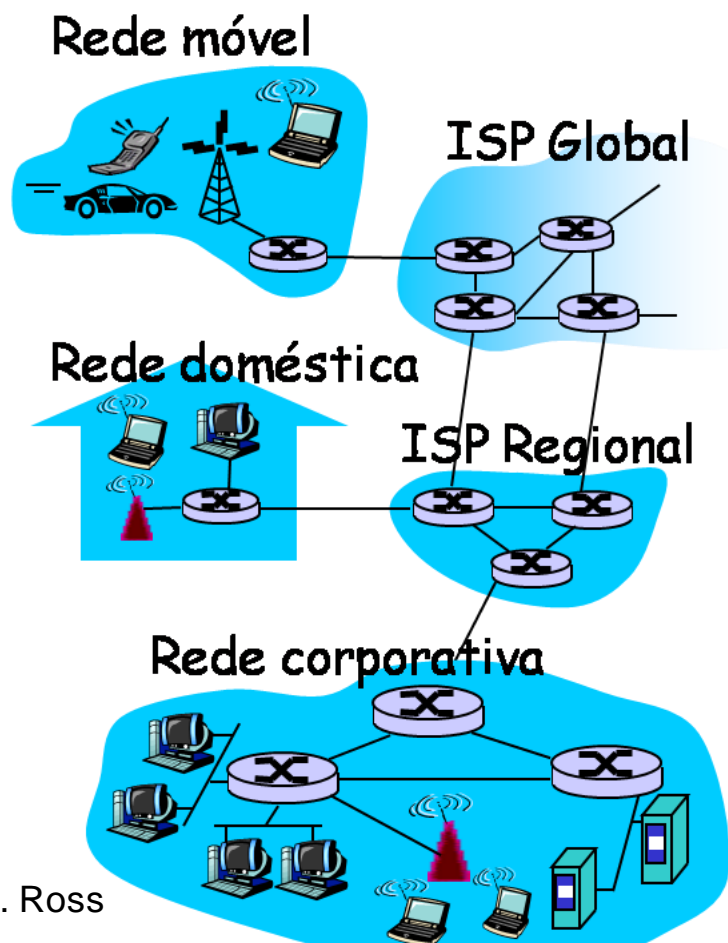 Rede móvel
ISP Global
Rede doméstica
ISP Regional
Rede corporativa
. Ross